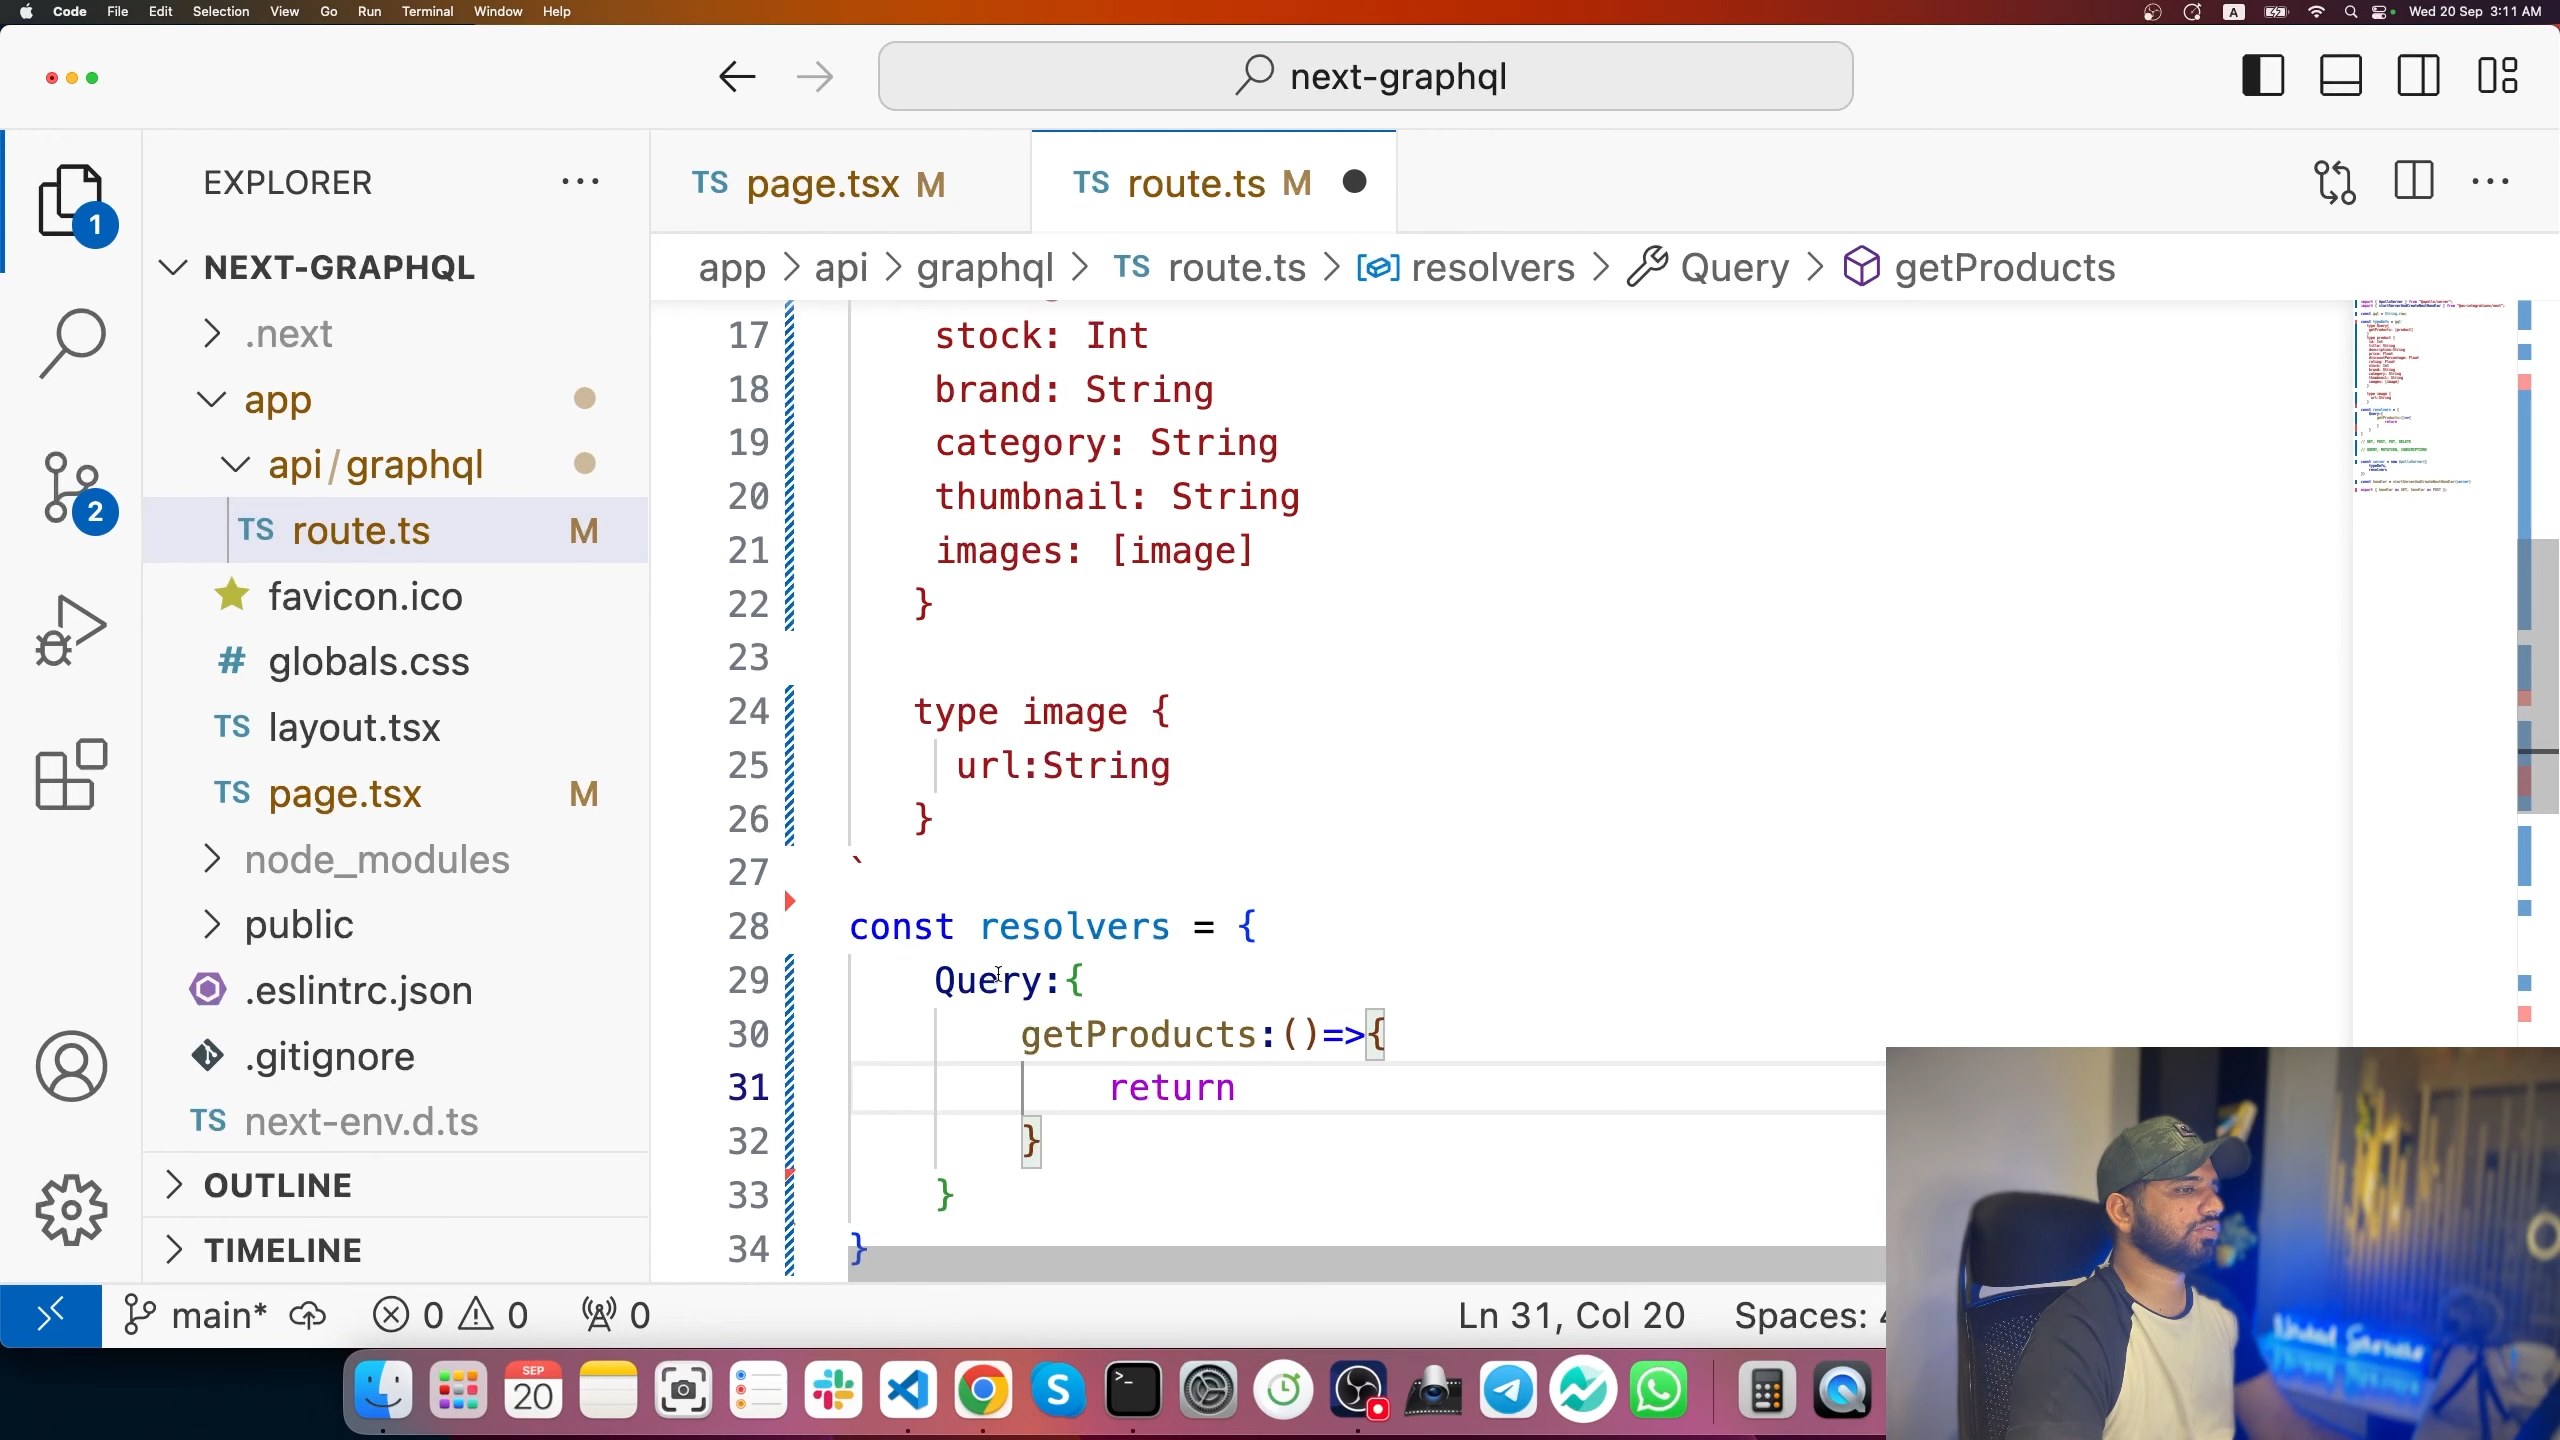 Code File Edit Selection View Go Run Terminal Window Help
A
Wed 20 Sep 3:11 AM
next-graphql
1
2
EXPLORER
NEXT-GRAPHQL
.next
app
api/graphql
TS route.ts M
favicon.ico
# globals.css
TS layout.tsx
TS page.tsx M
node_modules
public
.eslintrc.json
.gitignore
TS next-env.d.ts
OUTLINE
TIMELINE
TS page.tsx M
TS route.ts M
app > api > graphql > TS route.ts > resolvers > Query > getProducts
17 stock: Int
18 brand: String
19 category: String
20 thumbnail: String
21 images: [image]
22 }
23
24 type image {
25 url:String
26 }
27 `
28 const resolvers = {
29 Query:{
30 getProducts:()=>{
31 return
32 }
33 }
34 }
main* 0 0 0
Ln 31, Col 20
Spaces:
SEP
20
S